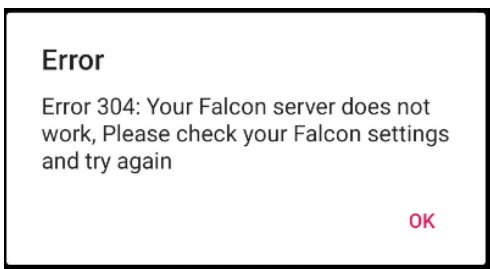 Error
Error 304: Your Falcon server does not
work, Please check your Falcon settings
and try again
OK